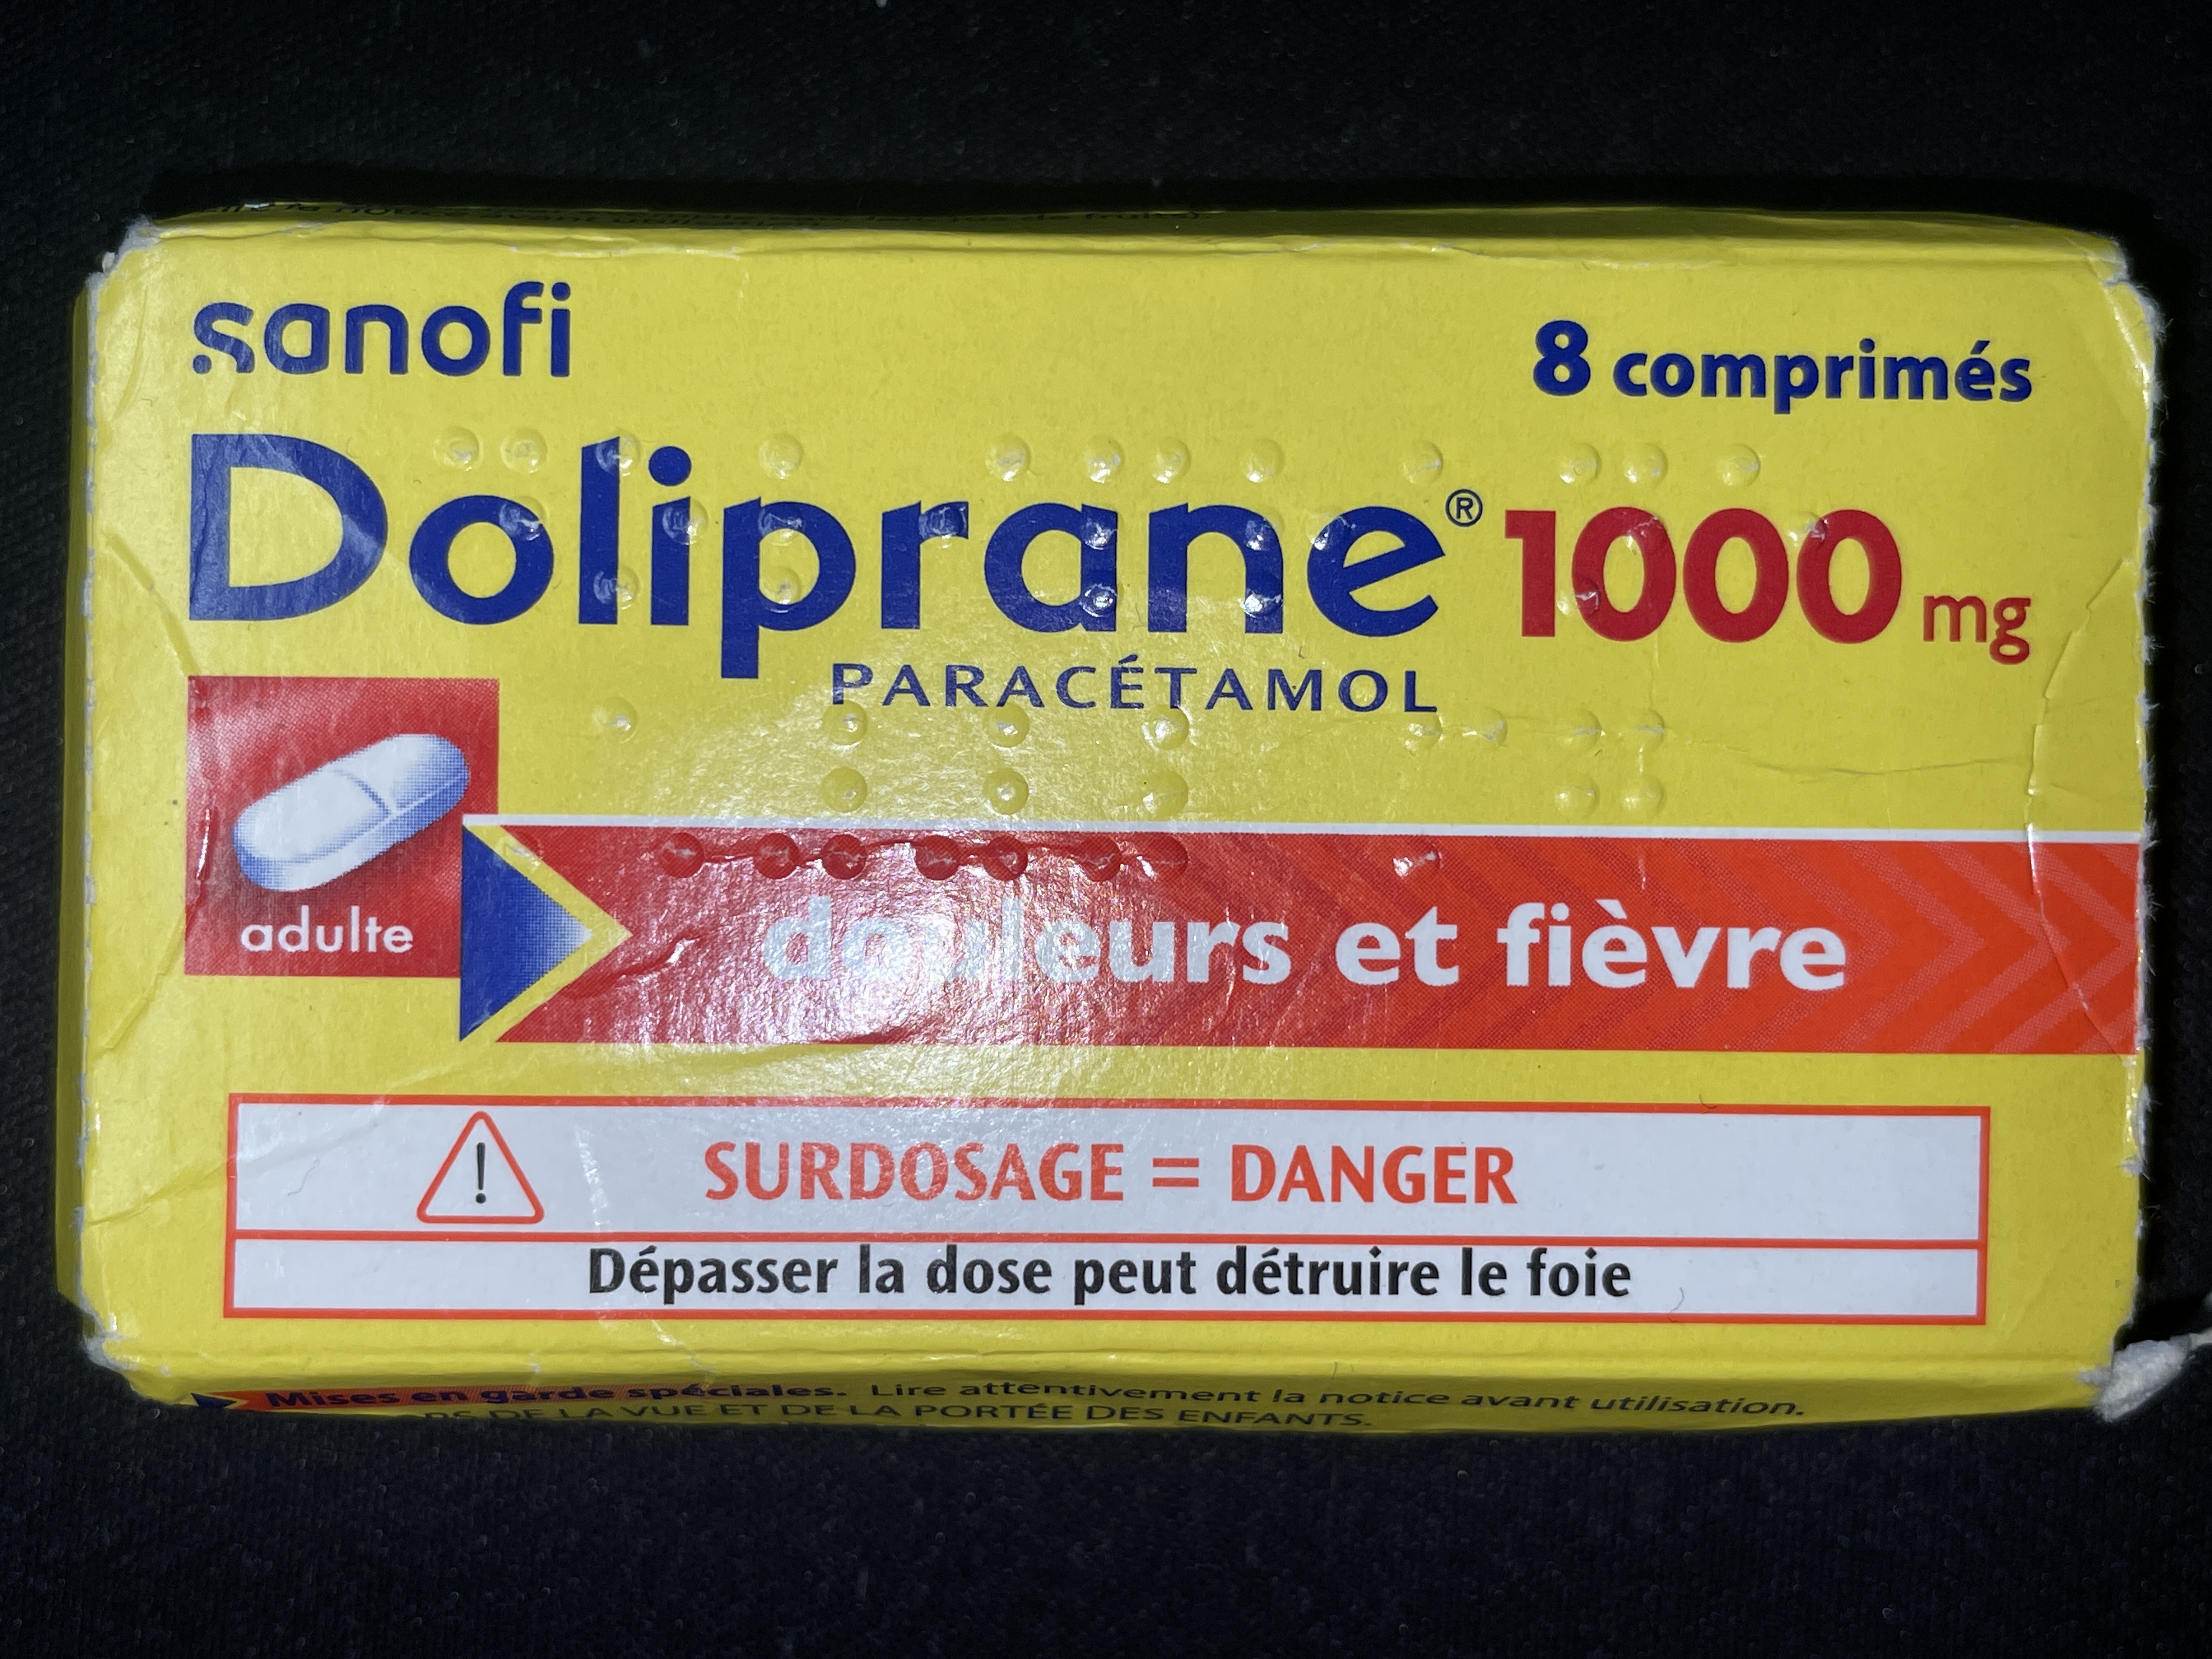 sanofi
8 comprimés
Doliprane® 1000 mg
PARACÉTAMOL
adulte
douleurs et fièvre
! SURDOSAGE = DANGER
Dépasser la dose peut détruire le foie
Mises en garde spéciales. Lire attentivement la notice avant utilisation.
DE LA VUE ET DE LA PORTÉE DES ENFANTS.